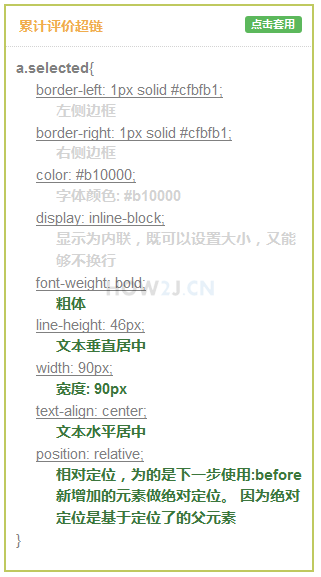 累计评价超链
点击套用
a.selected{
border-left: 1px solid #cfbfb1;
左侧边框
border-right: 1px solid #cfbfb1;
右侧边框
color: #b10000;
字体颜色: #b10000
display: inline-block;
显示为内联，既可以设置大小，又能
够不换行
font-weight: bold;
HOW2J.CN
粗体
line-height: 46px;
文本垂直居中
width: 90px;
宽度: 90px
text-align: center;
文本水平居中
position: relative;
相对定位，为的是下一步使用:before
新增加的元素做绝对定位。 因为绝对
定位是基于定位了的父元素
}